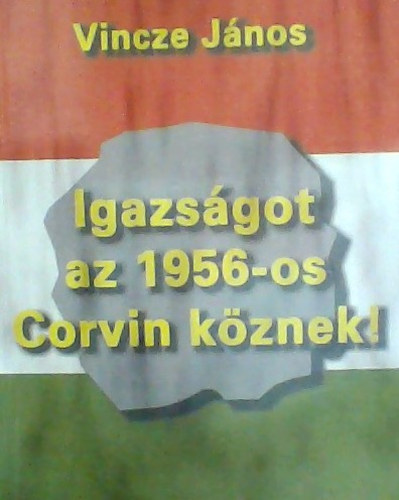 Vincze János
Igazságot
az 1956-os
Corvin köznek!